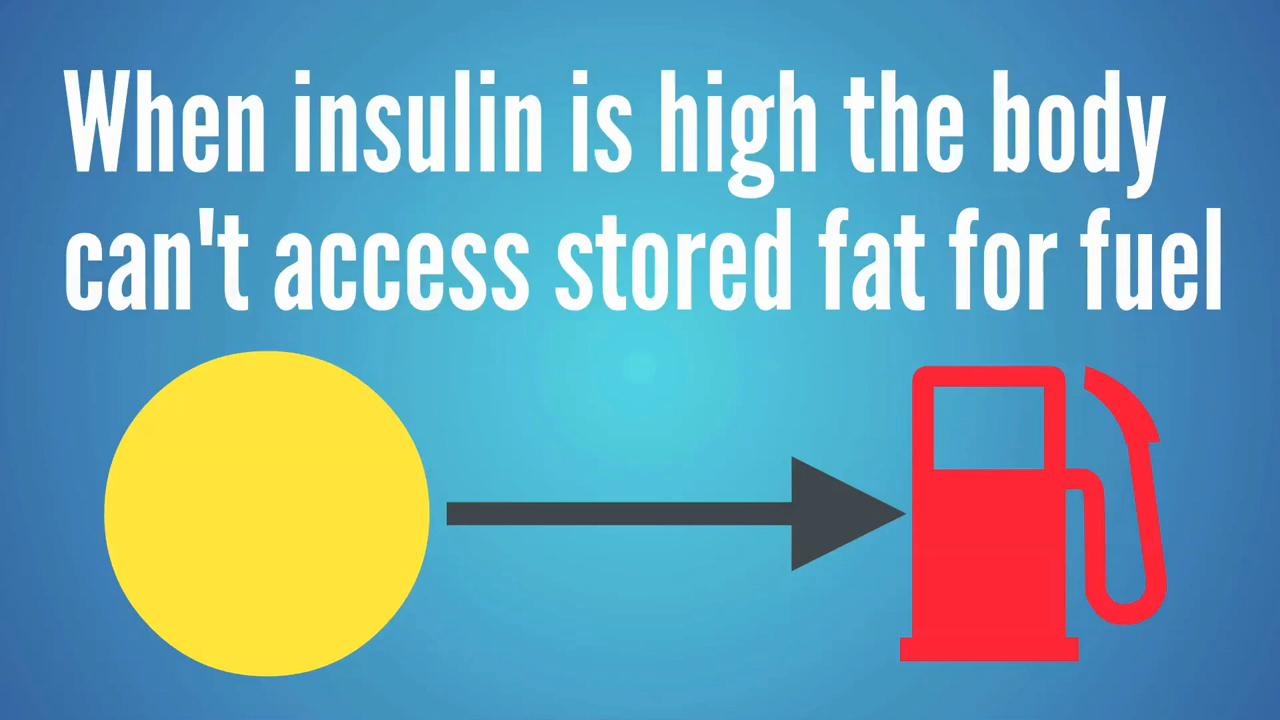 When insulin is high the body
can't access stored fat for fuel